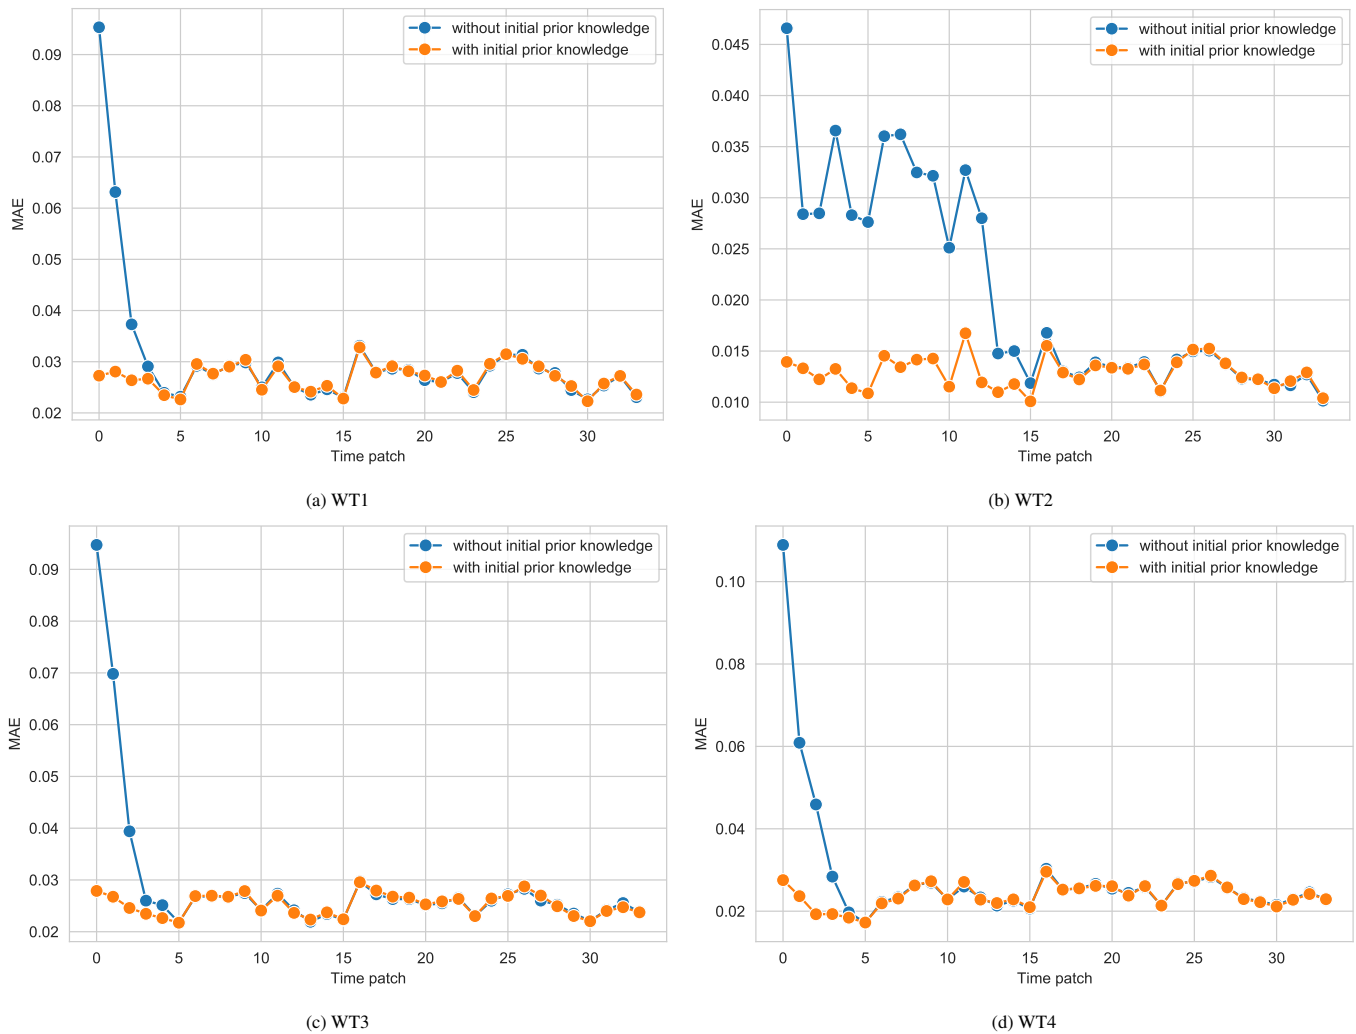 without initial prior knowledge
with initial prior knowledge
0.09
0.08
0.07
0.06
0.05
0.04
0.03
0.02
MAE
0 5 10 15 20 25 30
Time patch
(a) WT1
without initial prior knowledge
with initial prior knowledge
0.045
0.040
0.035
0.030
0.025
0.020
0.015
0.010
MAE
0 5 10 15 20 25 30
Time patch
(b) WT2
without initial prior knowledge
with initial prior knowledge
0.09
0.08
0.07
0.06
0.05
0.04
0.03
0.02
MAE
0 5 10 15 20 25 30
Time patch
(c) WT3
without initial prior knowledge
with initial prior knowledge
0.10
0.08
0.06
0.04
0.02
MAE
0 5 10 15 20 25 30
Time patch
(d) WT4